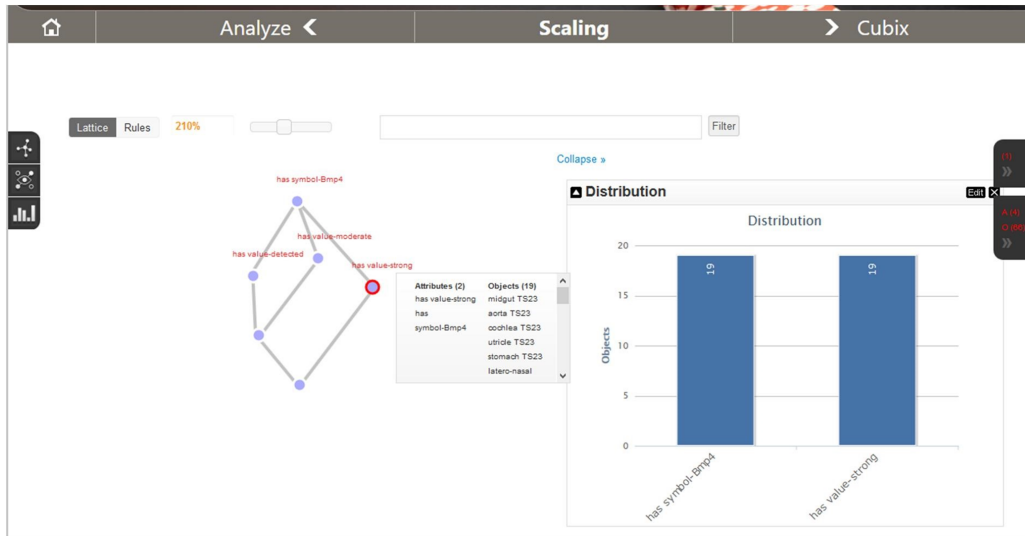 Analyze
Scaling
Cubix
Lattice Rules 210% Filter
Collapse »
(1)
has symbol-Bmp4
has value-moderate
has value-detected
has value-strong
Attributes (2) Objects (19)
has value-strong midgut TS23
has aorta TS23
symbol-Bmp4 cochlea TS23
utricle TS23
stomach TS23
latero-nasal
Distribution Edit
Distribution
A (4)
20
15
10
5
0
Objects
19 19
has symbol-Bmp4
has value-strong